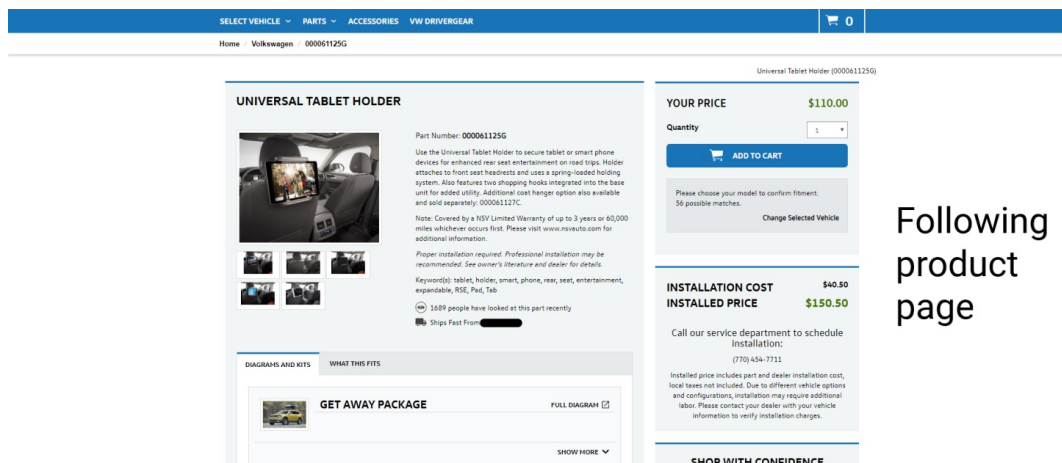 SELECT VEHICLE PARTS ACCESSORIES VW DRIVERGEAR 0
Home / Volkswagen / 000061125G
Universal Tablet Holder (000061125G)
UNIVERSAL TABLET HOLDER
Part Number: 000061125G
Use the Universal Tablet Holder to secure tablet or smart phone
devices for enhanced rear seat entertainment on road trips. Holder
attaches to front seat headrests and uses a spring-loaded holding
system. Also features two shopping hooks integrated into the base
unit for added utility. Additional coat hanger option also available
and sold separately: 000061127C.
Note: Covered by a NSV Limited Warranty of up to 3 years or 60,000
miles whichever occurs first. Please visit www.nsvauto.com for
additional information.
Proper installation required. Professional installation may be
recommended. See owner's literature and dealer for details.
Keyword(s): tablet, holder, smart, phone, rear, seat, entertainment,
expandable, RSE, Pad, Tab
1689 people have looked at this part recently
Ships Fast From
DIAGRAMS AND KITS WHAT THIS FITS
GET AWAY PACKAGE FULL DIAGRAM
SHOW MORE
YOUR PRICE $110.00
Quantity 1
ADD TO CART
Please choose your model to confirm fitment.
56 possible matches.
Change Selected Vehicle
INSTALLATION COST $40.50
INSTALLED PRICE $150.50
Call our service department to schedule
installation:
(770) 454-7711
Installed price includes part and dealer installation cost,
local taxes not included. Due to different vehicle options
and configurations, installation may require additional
labor. Please contact your dealer with your vehicle
information to verify installation charges.
SHOP WITH CONFIDENCE
Following
product
page